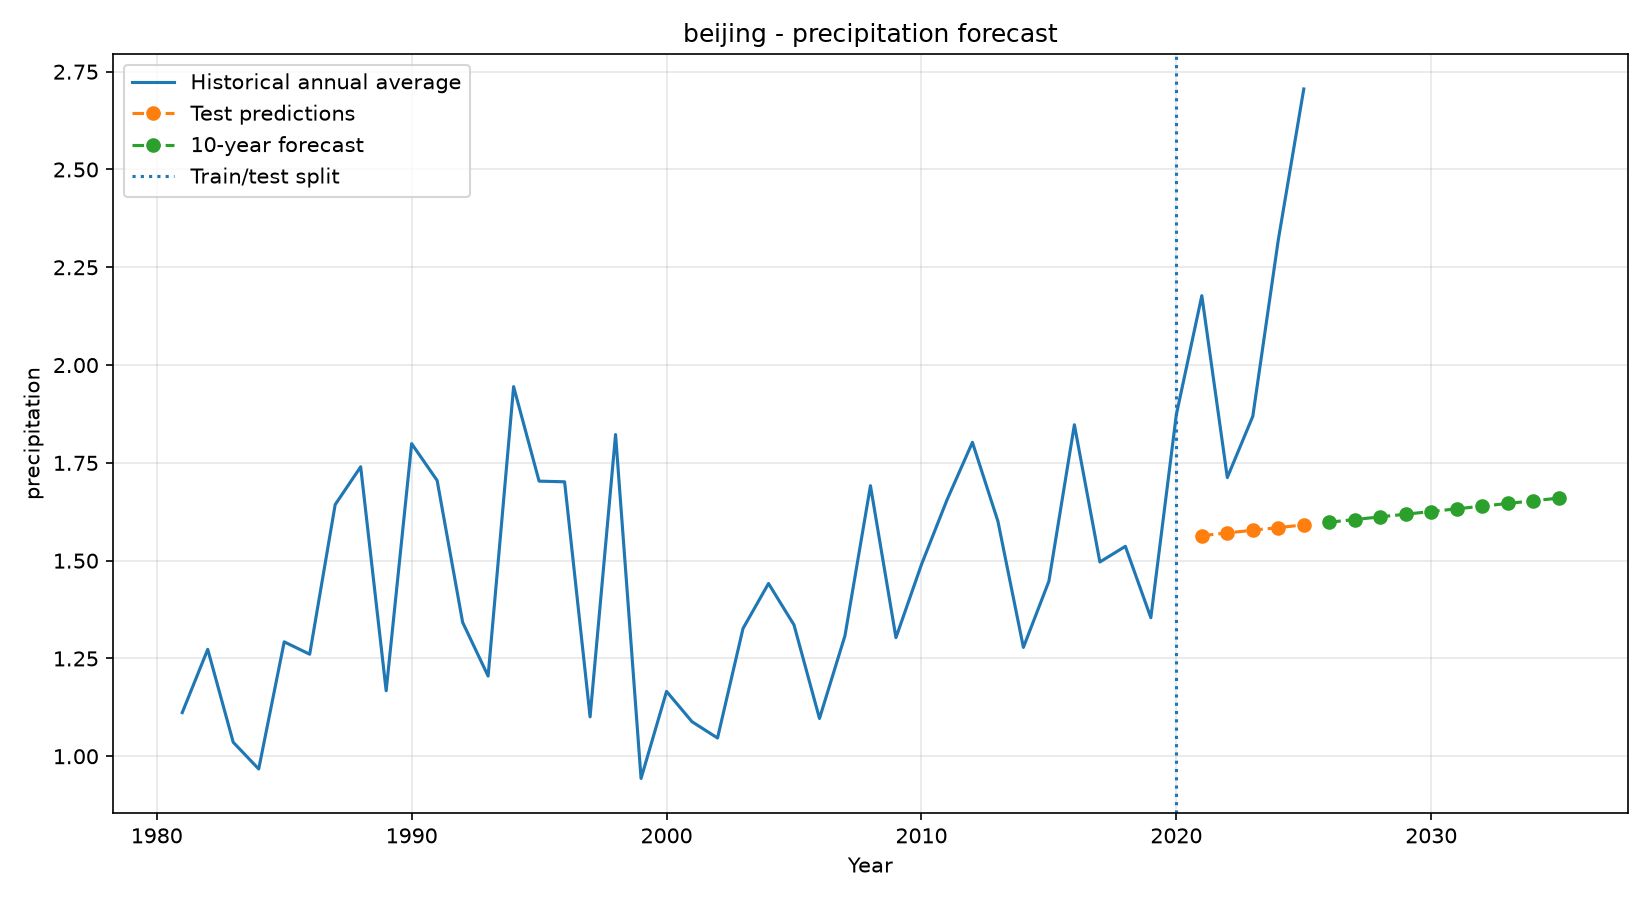 beijing - precipitation forecast
Historical annual average
Test predictions
10-year forecast
Train/test split
precipitation
2.75
2.50
2.25
2.00
1.75
1.50
1.25
1.00
1980 1990 2000 2010 2020 2030
Year